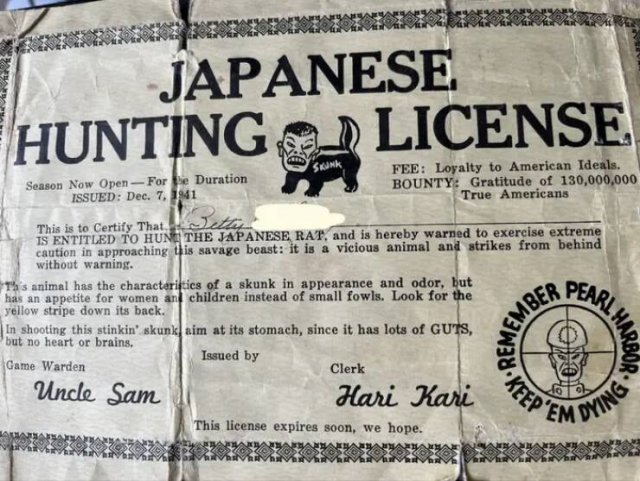 JAPANESE
HUNTING LICENSE
SKUNK
Season Now Open — For the Duration
ISSUED: Dec. 7, 1941
FEE: Loyalty to American Ideals.
BOUNTY: Gratitude of 130,000,000
True Americans
This is to Certify That Betty
IS ENTITLED TO HUNT THE JAPANESE RAT, and is hereby warned to exercise extreme
caution in approaching this savage beast: it is a vicious animal and strikes from behind
without warning.
This animal has the characteristics of a skunk in appearance and odor, but
has an appetite for women and children instead of small fowls. Look for the
yellow stripe down its back.
In shooting this stinkin' skunk, aim at its stomach, since it has lots of GUTS,
but no heart or brains.
Game Warden
Uncle Sam
Issued by
Clerk
Hari Kari
REMEMBER PEARL HARBOR
KEEP 'EM DYING
This license expires soon, we hope.